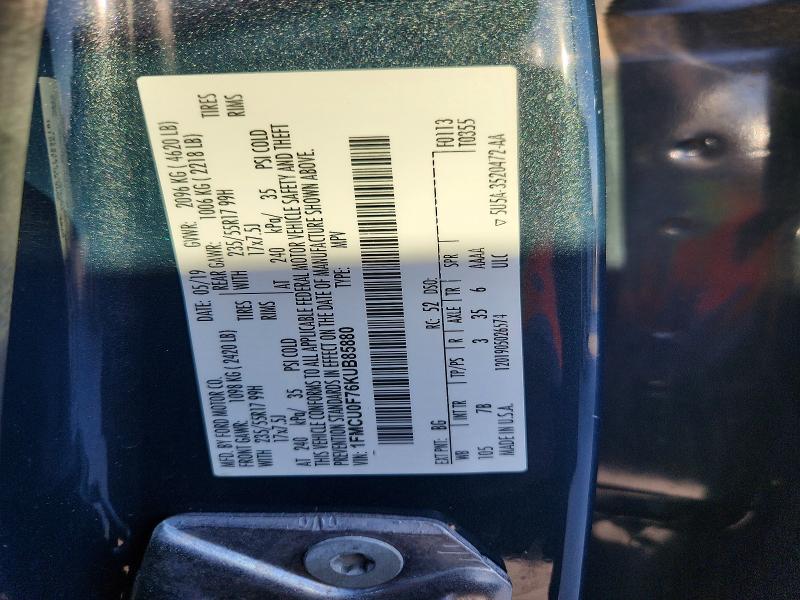 MFD. BY FORD MOTOR CO. DATE: 05/19 GVWR: 2096 KG ( 4620 LB)
FRONT GAWR: 1098 KG ( 2420 LB) REAR GAWR: 1006 KG ( 2218 LB)
WITH 235/55R17 99H TIRES WITH 235/55R17 99H TIRES
17x7.5J RIMS 17x7.5J RIMS
AT 240 kPa/ 35 PSI COLD AT 240 kPa/ 35 PSI COLD
THIS VEHICLE CONFORMS TO ALL APPLICABLE FEDERAL MOTOR VEHICLE SAFETY AND THEFT
PREVENTION STANDARDS IN EFFECT ON THE DATE OF MANUFACTURE SHOWN ABOVE.
VIN: 1FMCU0F76KUB85880 TYPE: MPV
EXT PNT: BG RC: 52 DSO: F0113
WB INT TR TP/PS R AXLE TR SPR T0355
105 7B 3 35 6 AAAA
MADE IN U.S.A. 1201905026574 ULC ▽ 5U5A-3520472-AA